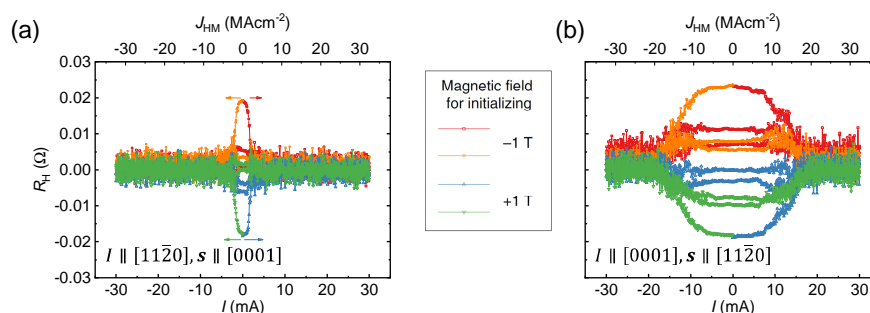 (a)
J_HM (MAcm⁻²)
-30 -20 -10 0 10 20 30
0.03
0.02
0.01
0.00
-0.01
-0.02
-0.03
R_H (Ω)
I ∥ [112̅0], s ∥ [0001]
-30 -20 -10 0 10 20 30
I (mA)
Magnetic field
for initializing
−1 T
+1 T
(b)
J_HM (MAcm⁻²)
-30 -20 -10 0 10 20 30
I ∥ [0001], s ∥ [112̅0]
-30 -20 -10 0 10 20 30
I (mA)